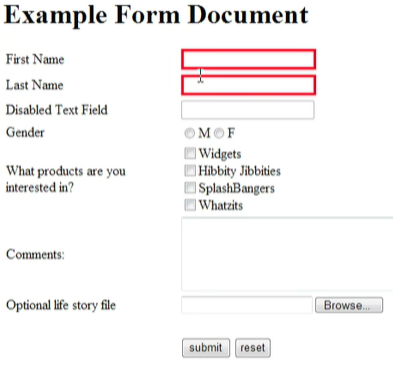 Example Form Document
First Name
Last Name
Disabled Text Field
Gender M F
What products are you
interested in?
Widgets
Hibbity Jibbities
SplashBangers
Whatzits
Comments:
Optional life story file Browse...
submit reset